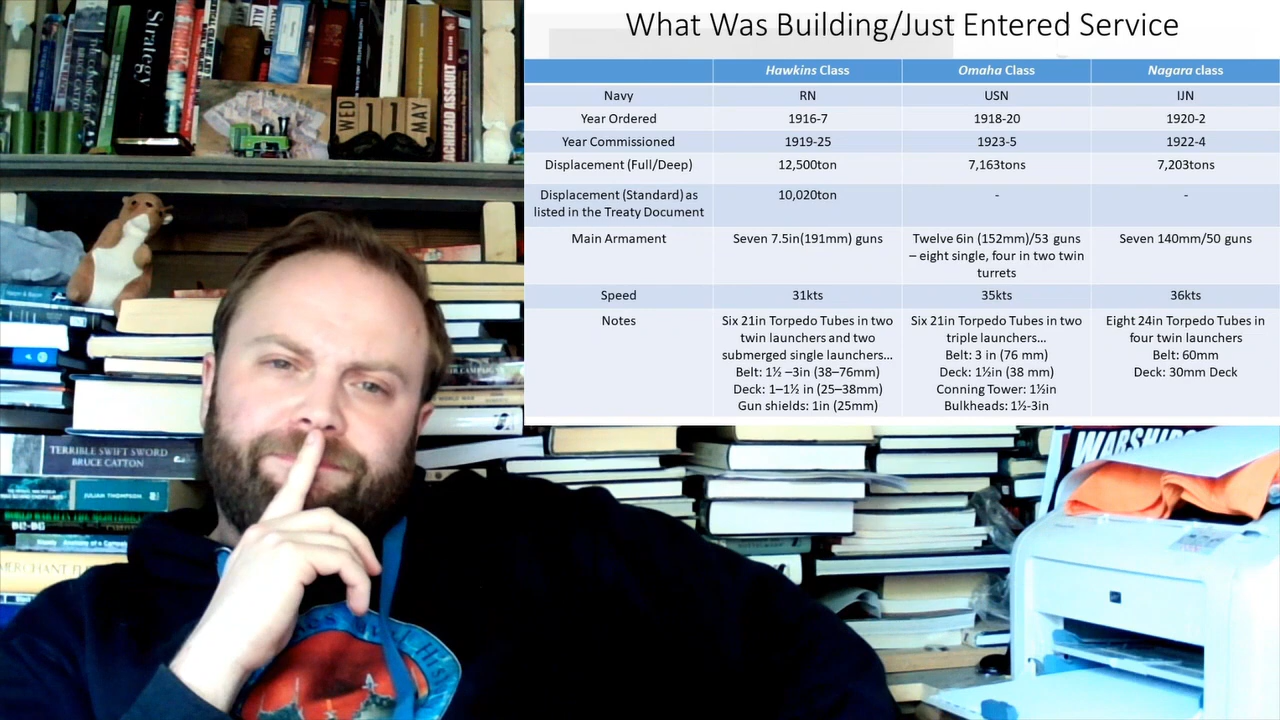 What Was Building/Just Entered Service
Hawkins Class
Omaha Class
Nagara class
Navy
RN
USN
IJN
Year Ordered
1916-7
1918-20
1920-2
Year Commissioned
1919-25
1923-5
1922-4
Displacement (Full/Deep)
12,500ton
7,163tons
7,203tons
Displacement (Standard) as
listed in the Treaty Document
10,020ton
-
-
Main Armament
Seven 7.5in(191mm) guns
Twelve 6in (152mm)/53 guns
– eight single, four in two twin
turrets
Seven 140mm/50 guns
Speed
31kts
35kts
36kts
Notes
Six 21in Torpedo Tubes in two
twin launchers and two
submerged single launchers...
Belt: 1½ –3in (38–76mm)
Deck: 1–1½ in (25–38mm)
Gun shields: 1in (25mm)
Six 21in Torpedo Tubes in two
triple launchers...
Belt: 3 in (76 mm)
Deck: 1½in (38 mm)
Conning Tower: 1½in
Bulkheads: 1½-3in
Eight 24in Torpedo Tubes in
four twin launchers
Belt: 60mm
Deck: 30mm Deck
Strategy
WED
11
MAY
BEACHHEAD ASSAULT
TERRIBLE SWIFT SWORD
BRUCE CATTON
JULIAN THOMPSON
WARSHIP
hp